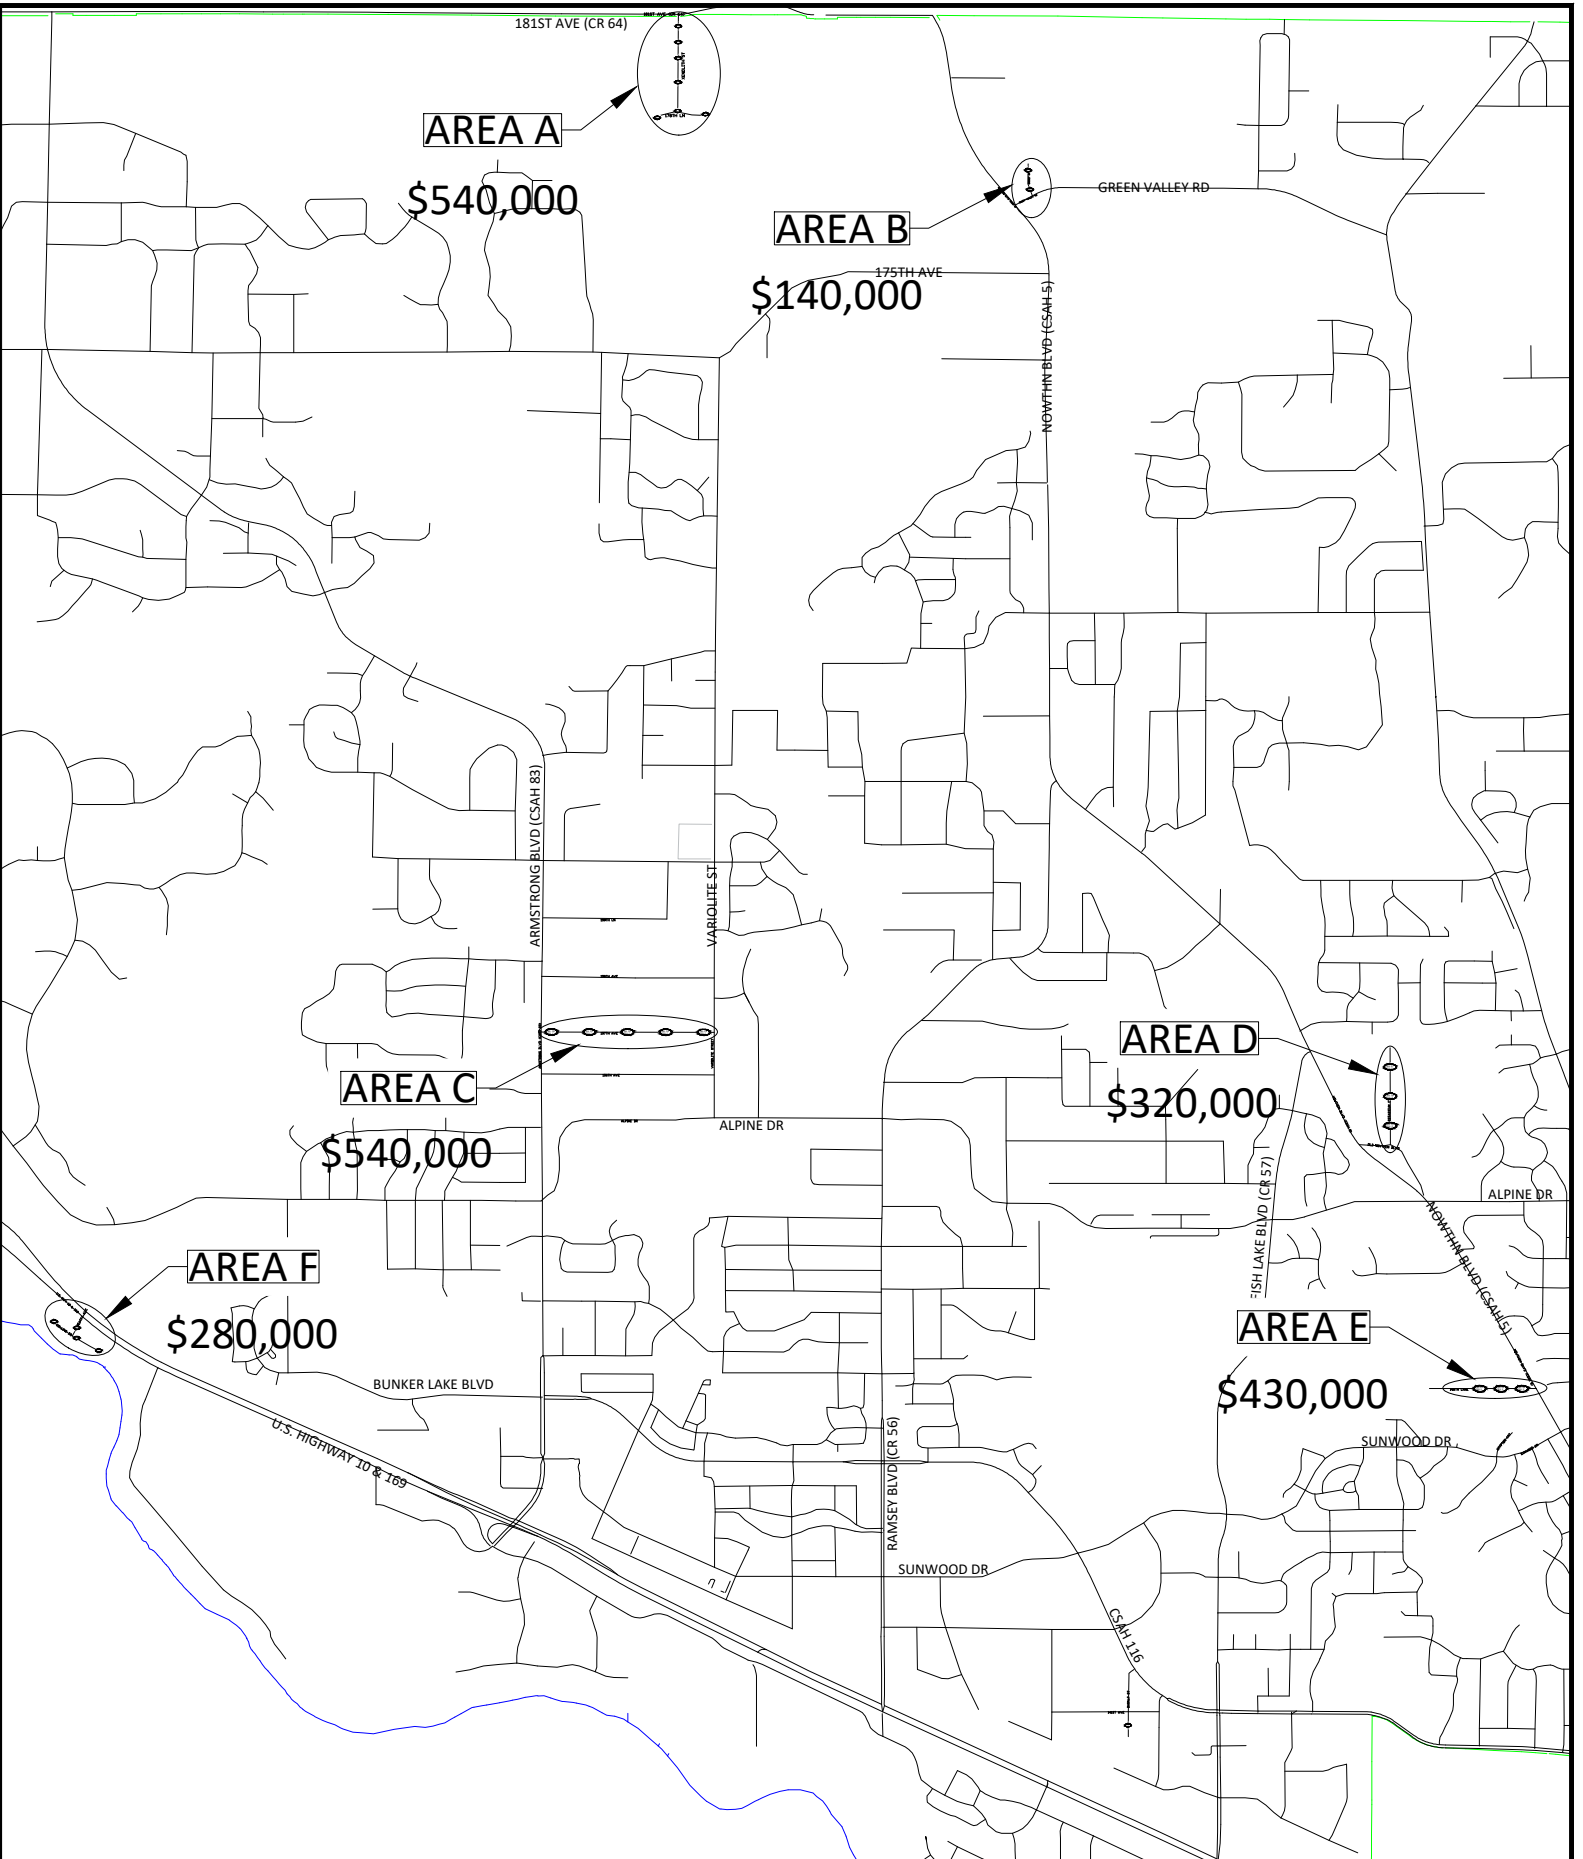 181ST AVE (CR 64)
AREA A
$540,000
GREEN VALLEY RD
AREA B
175TH AVE
$140,000
NOWTHN BLVD (CSAH 5)
ARMSTRONG BLVD (CSAH 83)
VARIOLITE ST
AREA C
$540,000
ALPINE DR
AREA D
$320,000
FISH LAKE BLVD (CR 57)
ALPINE DR
NOWTHN BLVD (CSAH 5)
AREA F
$280,000
AREA E
$430,000
BUNKER LAKE BLVD
U.S. HIGHWAY 10 & 169
RAMSEY BLVD (CR 56)
SUNWOOD DR
SUNWOOD DR
CSAH 116